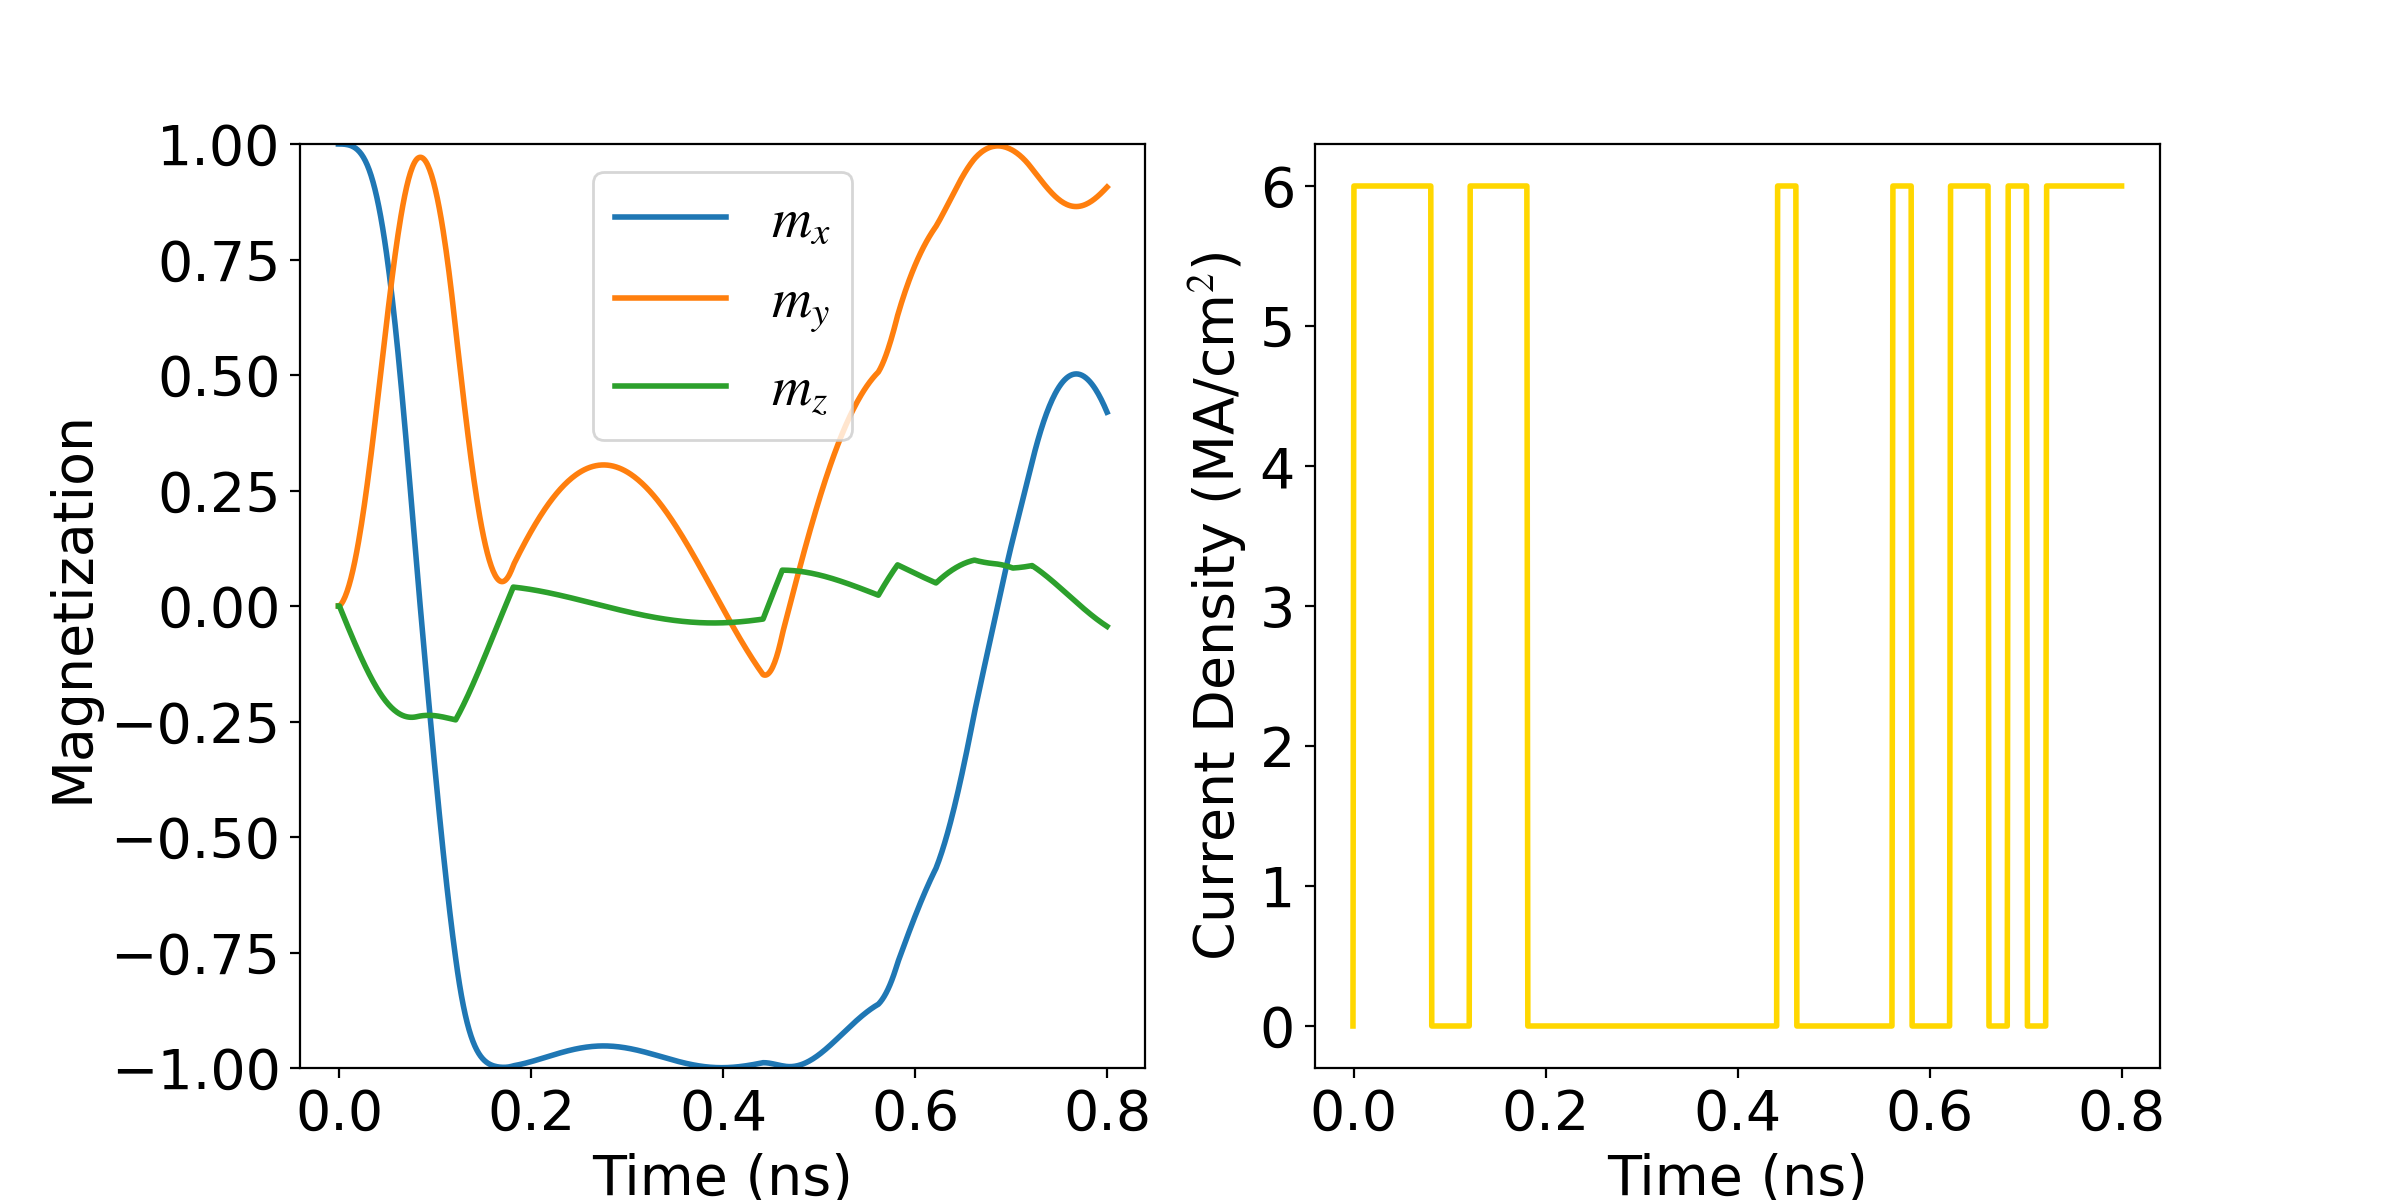 Magnetization
1.00
0.75
0.50
0.25
0.00
−0.25
−0.50
−0.75
−1.00
m_x
m_y
m_z
0.0 0.2 0.4 0.6 0.8
Time (ns)
Current Density (MA/cm²)
6
5
4
3
2
1
0
0.0 0.2 0.4 0.6 0.8
Time (ns)